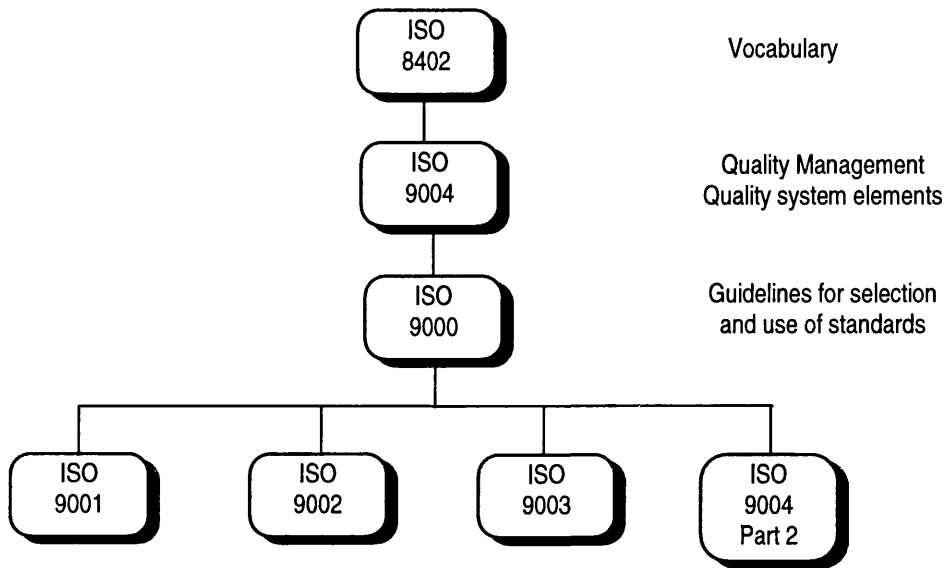 ISO
8402
Vocabulary
ISO
9004
Quality Management
Quality system elements
ISO
9000
Guidelines for selection
and use of standards
ISO
9001
ISO
9002
ISO
9003
ISO
9004
Part 2